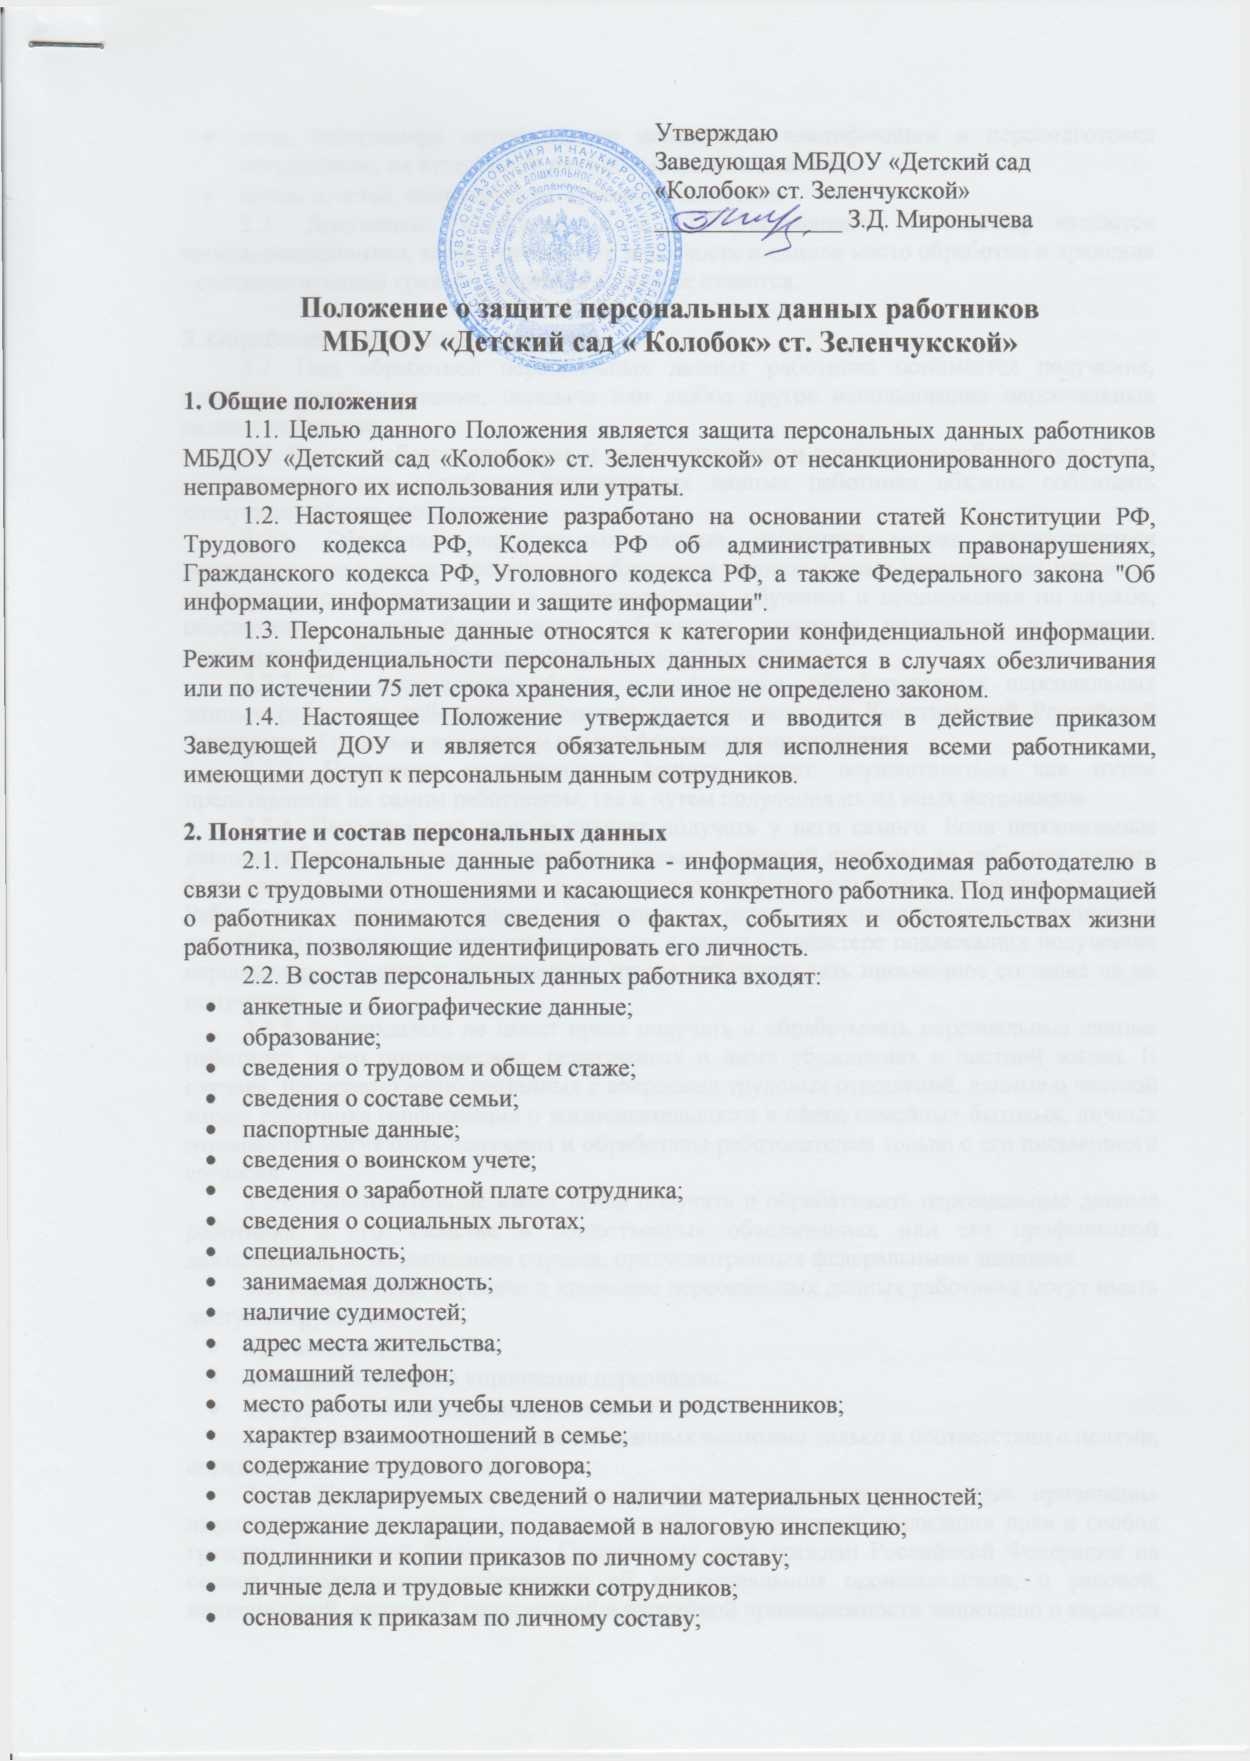 Утверждаю
Заведующая МБДОУ «Детский сад
«Колобок» ст. Зеленчукской»
З.Д. Миронычева
Положение о защите персональных данных работников
МБДОУ «Детский сад « Колобок» ст. Зеленчукской»
1. Общие положения
1.1. Целью данного Положения является защита персональных данных работников
МБДОУ «Детский сад «Колобок» ст. Зеленчукской» от несанкционированного доступа,
неправомерного их использования или утраты.
1.2. Настоящее Положение разработано на основании статей Конституции РФ,
Трудового кодекса РФ, Кодекса РФ об административных правонарушениях,
Гражданского кодекса РФ, Уголовного кодекса РФ, а также Федерального закона "Об
информации, информатизации и защите информации".
1.3. Персональные данные относятся к категории конфиденциальной информации.
Режим конфиденциальности персональных данных снимается в случаях обезличивания
или по истечении 75 лет срока хранения, если иное не определено законом.
1.4. Настоящее Положение утверждается и вводится в действие приказом
Заведующей ДОУ и является обязательным для исполнения всеми работниками,
имеющими доступ к персональным данным сотрудников.
2. Понятие и состав персональных данных
2.1. Персональные данные работника - информация, необходимая работодателю в
связи с трудовыми отношениями и касающиеся конкретного работника. Под информацией
о работниках понимаются сведения о фактах, событиях и обстоятельствах жизни
работника, позволяющие идентифицировать его личность.
2.2. В состав персональных данных работника входят:
• анкетные и биографические данные;
• образование;
• сведения о трудовом и общем стаже;
• сведения о составе семьи;
• паспортные данные;
• сведения о воинском учете;
• сведения о заработной плате сотрудника;
• сведения о социальных льготах;
• специальность;
• занимаемая должность;
• наличие судимостей;
• адрес места жительства;
• домашний телефон;
• место работы или учебы членов семьи и родственников;
• характер взаимоотношений в семье;
• содержание трудового договора;
• состав декларируемых сведений о наличии материальных ценностей;
• содержание декларации, подаваемой в налоговую инспекцию;
• подлинники и копии приказов по личному составу;
• личные дела и трудовые книжки сотрудников;
• основания к приказам по личному составу;